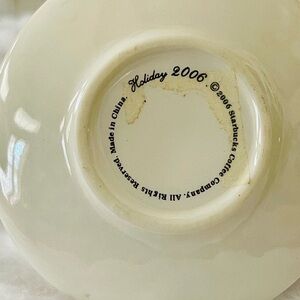 Holiday 2006.
©2006 Starbucks Coffee Company. All Rights Reserved. Made in China.